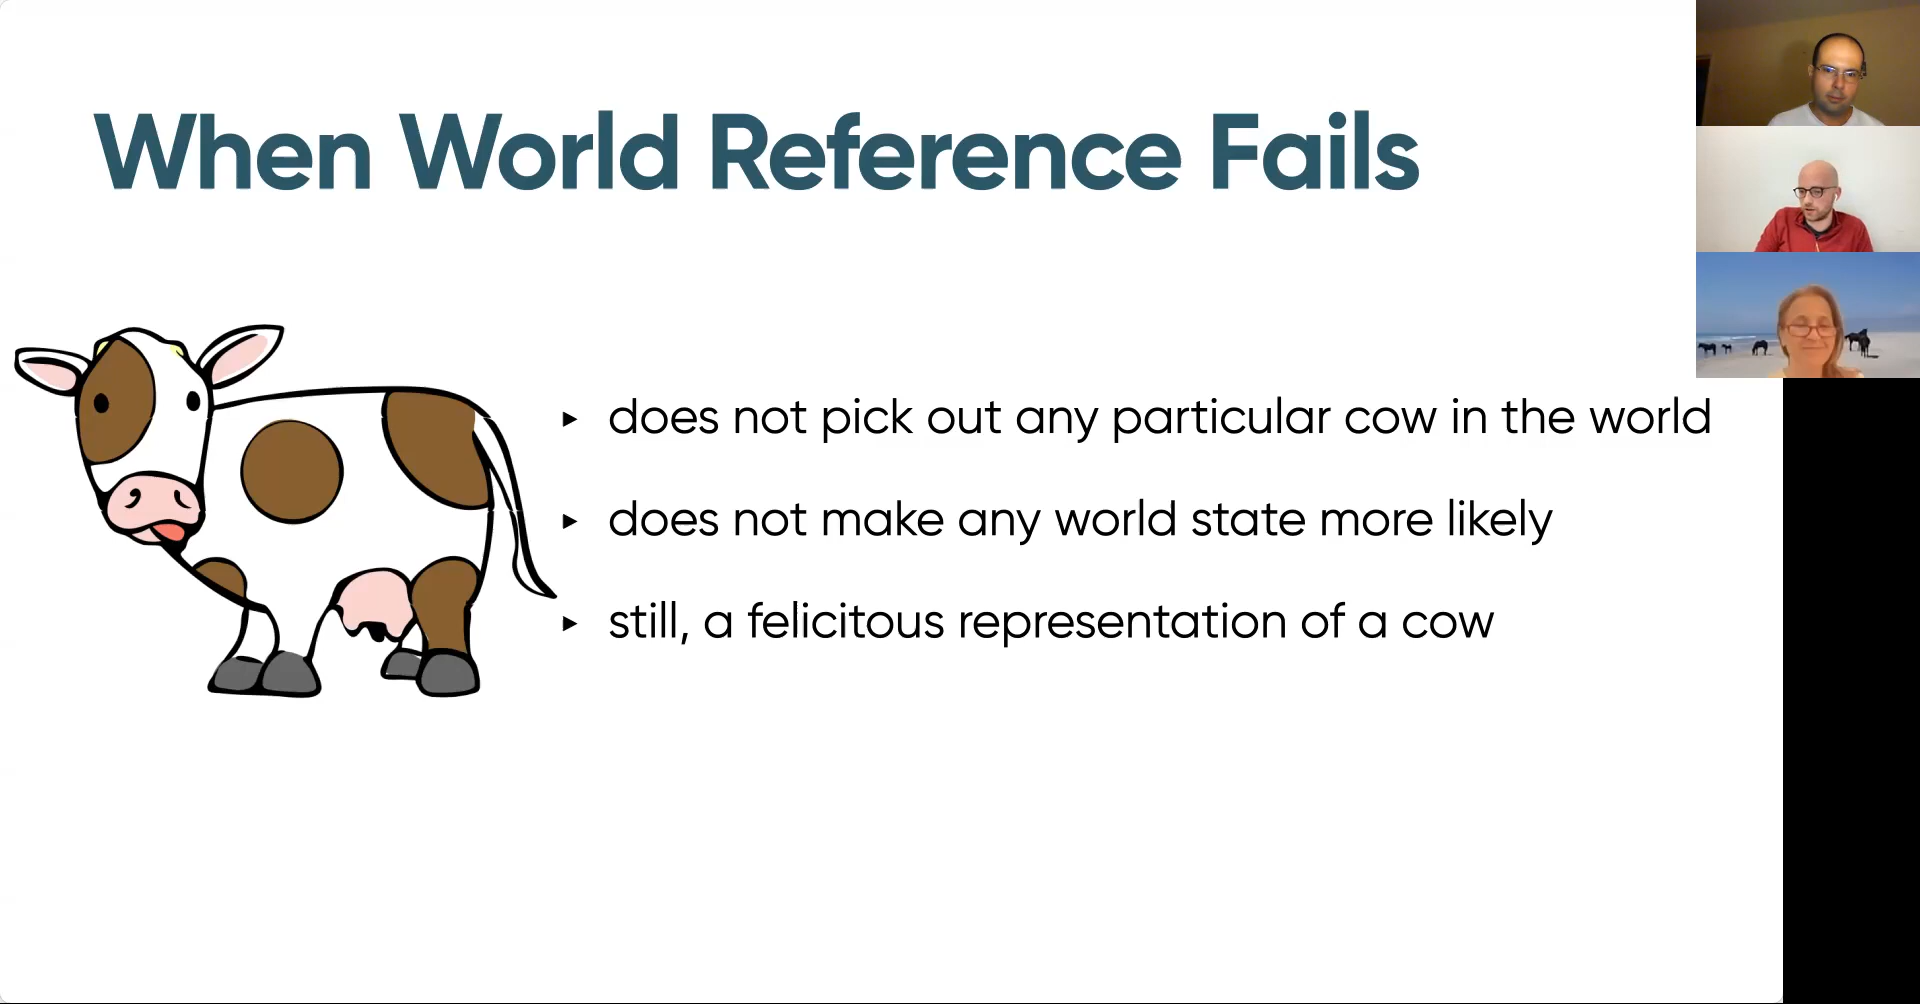 When World Reference Fails
▸ does not pick out any particular cow in the world
▸ does not make any world state more likely
▸ still, a felicitous representation of a cow